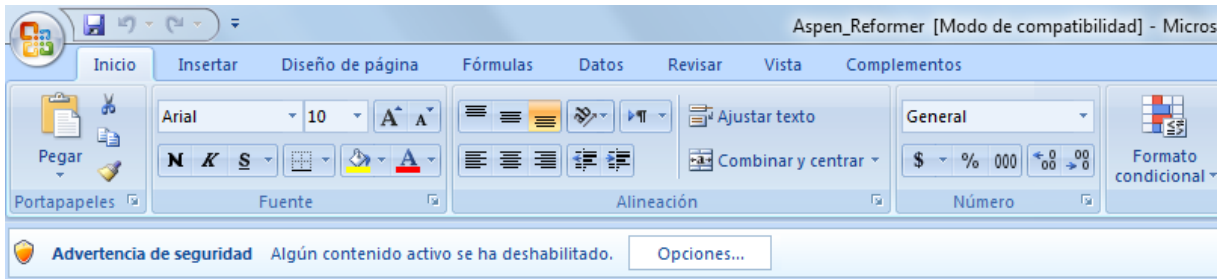 Aspen_Reformer [Modo de compatibilidad] - Micros
Inicio Insertar Diseño de página Fórmulas Datos Revisar Vista Complementos
Arial 10 A A Ajustar texto General
Pegar N K S A Combinar y centrar $ % 000 Formato condicional
Portapapeles Fuente Alineación Número
Advertencia de seguridad Algún contenido activo se ha deshabilitado. Opciones...